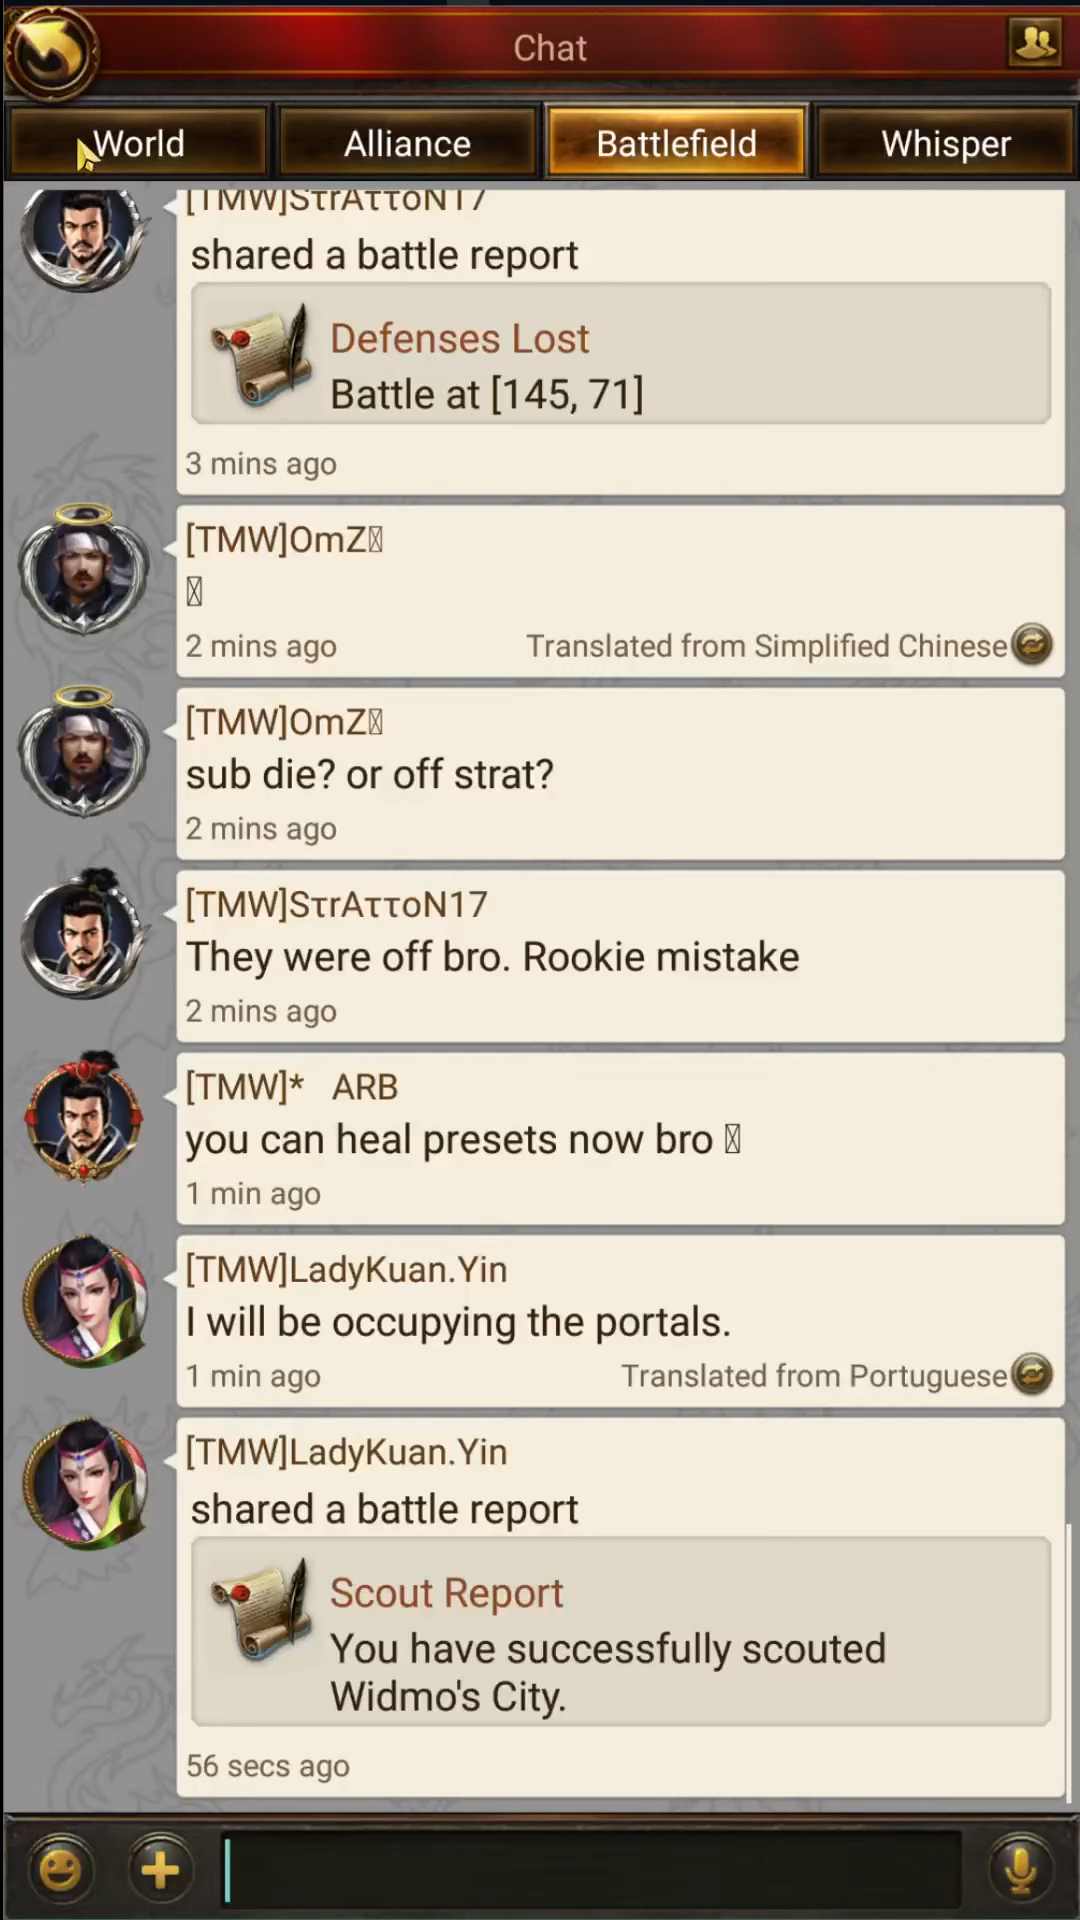 Chat
World
Alliance
Battlefield
Whisper
[TMW]SτrAττoN17
shared a battle report
Defenses Lost
Battle at [145, 71]
3 mins ago
[TMW]OmZ
2 mins ago
Translated from Simplified Chinese
[TMW]OmZ
sub die? or off strat?
2 mins ago
[TMW]SτrAττoN17
They were off bro. Rookie mistake
2 mins ago
[TMW]* ARB
you can heal presets now bro
1 min ago
[TMW]LadyKuan.Yin
I will be occupying the portals.
1 min ago
Translated from Portuguese
[TMW]LadyKuan.Yin
shared a battle report
Scout Report
You have successfully scouted
Widmo's City.
56 secs ago